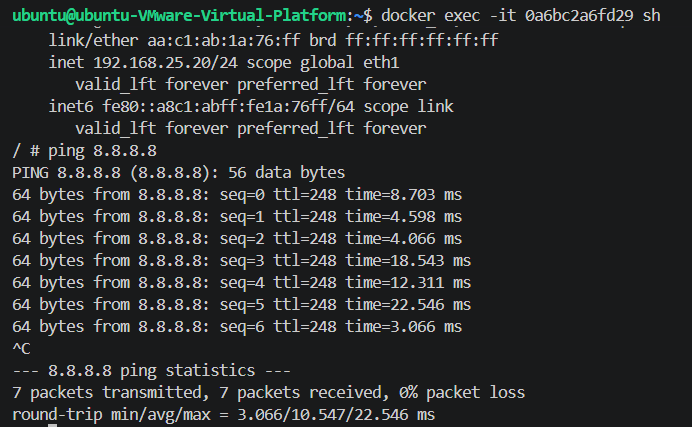 ubuntu@ubuntu-VMware-Virtual-Platform:~$ docker exec -it 0a6bc2a6fd29 sh
    link/ether aa:c1:ab:1a:76:ff brd ff:ff:ff:ff:ff:ff
    inet 192.168.25.20/24 scope global eth1
       valid_lft forever preferred_lft forever
    inet6 fe80::a8c1:abff:fe1a:76ff/64 scope link
       valid_lft forever preferred_lft forever
/ # ping 8.8.8.8
PING 8.8.8.8 (8.8.8.8): 56 data bytes
64 bytes from 8.8.8.8: seq=0 ttl=248 time=8.703 ms
64 bytes from 8.8.8.8: seq=1 ttl=248 time=4.598 ms
64 bytes from 8.8.8.8: seq=2 ttl=248 time=4.066 ms
64 bytes from 8.8.8.8: seq=3 ttl=248 time=18.543 ms
64 bytes from 8.8.8.8: seq=4 ttl=248 time=12.311 ms
64 bytes from 8.8.8.8: seq=5 ttl=248 time=22.546 ms
64 bytes from 8.8.8.8: seq=6 ttl=248 time=3.066 ms
^C
--- 8.8.8.8 ping statistics ---
7 packets transmitted, 7 packets received, 0% packet loss
round-trip min/avg/max = 3.066/10.547/22.546 ms